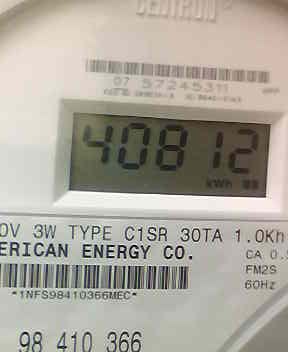 CENTRON
07 57245311
40812
kWh
0V 3W TYPE C1SR 30TA 1.0Kh
ERICAN ENERGY CO.
CA 0.
FM2S
*1NFS98410366MEC*
60Hz
98 410 366